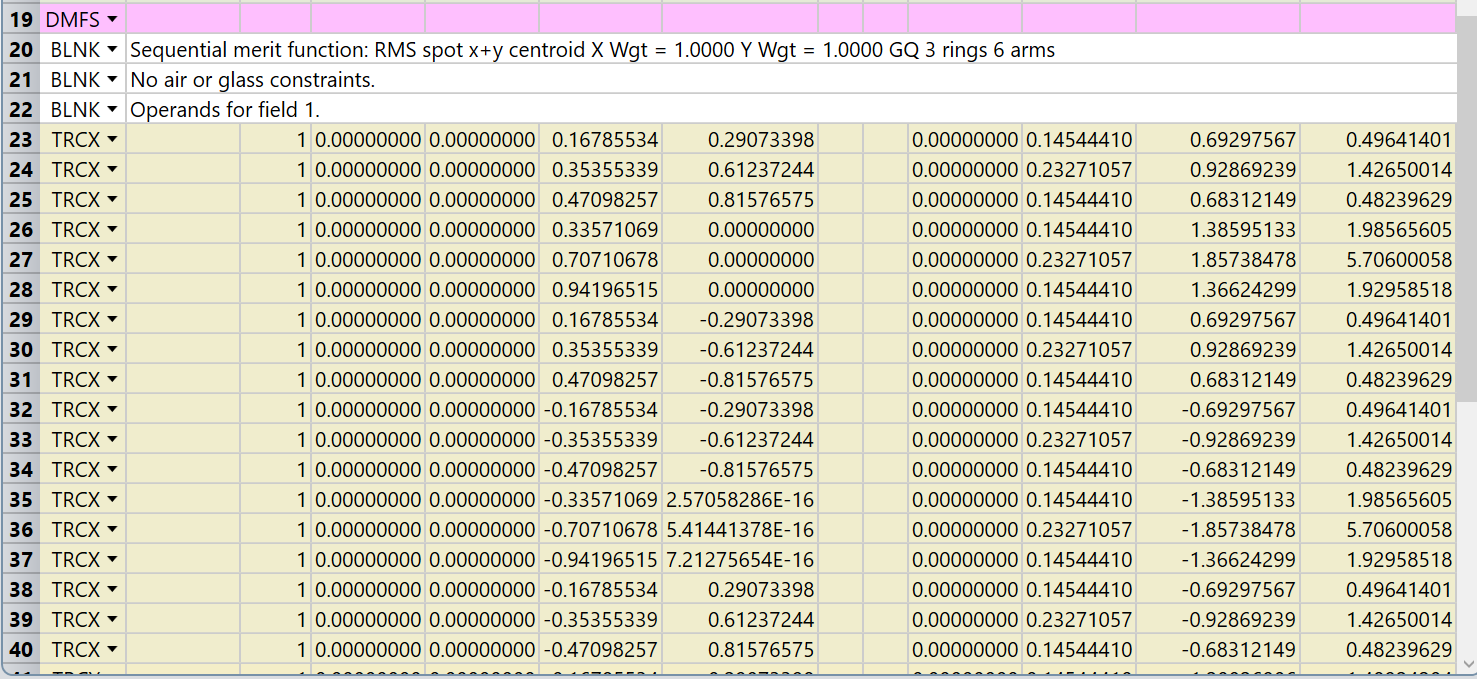 19 DMFS
20 BLNK Sequential merit function: RMS spot x+y centroid X Wgt = 1.0000 Y Wgt = 1.0000 GQ 3 rings 6 arms
21 BLNK No air or glass constraints.
22 BLNK Operands for field 1.
23 TRCX 1 0.00000000 0.00000000 0.16785534 0.29073398 0.00000000 0.14544410 0.69297567 0.49641401
24 TRCX 1 0.00000000 0.00000000 0.35355339 0.61237244 0.00000000 0.23271057 0.92869239 1.42650014
25 TRCX 1 0.00000000 0.00000000 0.47098257 0.81576575 0.00000000 0.14544410 0.68312149 0.48239629
26 TRCX 1 0.00000000 0.00000000 0.33571069 0.00000000 0.00000000 0.14544410 1.38595133 1.98565605
27 TRCX 1 0.00000000 0.00000000 0.70710678 0.00000000 0.00000000 0.23271057 1.85738478 5.70600058
28 TRCX 1 0.00000000 0.00000000 0.94196515 0.00000000 0.00000000 0.14544410 1.36624299 1.92958518
29 TRCX 1 0.00000000 0.00000000 0.16785534 -0.29073398 0.00000000 0.14544410 0.69297567 0.49641401
30 TRCX 1 0.00000000 0.00000000 0.35355339 -0.61237244 0.00000000 0.23271057 0.92869239 1.42650014
31 TRCX 1 0.00000000 0.00000000 0.47098257 -0.81576575 0.00000000 0.14544410 0.68312149 0.48239629
32 TRCX 1 0.00000000 0.00000000 -0.16785534 -0.29073398 0.00000000 0.14544410 -0.69297567 0.49641401
33 TRCX 1 0.00000000 0.00000000 -0.35355339 -0.61237244 0.00000000 0.23271057 -0.92869239 1.42650014
34 TRCX 1 0.00000000 0.00000000 -0.47098257 -0.81576575 0.00000000 0.14544410 -0.68312149 0.48239629
35 TRCX 1 0.00000000 0.00000000 -0.33571069 2.57058286E-16 0.00000000 0.14544410 -1.38595133 1.98565605
36 TRCX 1 0.00000000 0.00000000 -0.70710678 5.41441378E-16 0.00000000 0.23271057 -1.85738478 5.70600058
37 TRCX 1 0.00000000 0.00000000 -0.94196515 7.21275654E-16 0.00000000 0.14544410 -1.36624299 1.92958518
38 TRCX 1 0.00000000 0.00000000 -0.16785534 0.29073398 0.00000000 0.14544410 -0.69297567 0.49641401
39 TRCX 1 0.00000000 0.00000000 -0.35355339 0.61237244 0.00000000 0.23271057 -0.92869239 1.42650014
40 TRCX 1 0.00000000 0.00000000 -0.47098257 0.81576575 0.00000000 0.14544410 -0.68312149 0.48239629